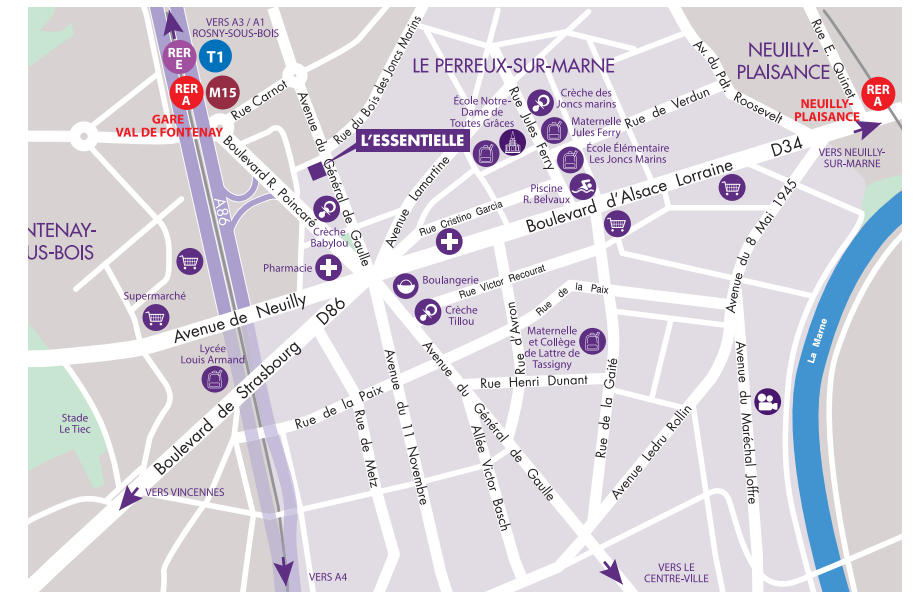 VERS A3 / A1
ROSNY-SOUS-BOIS
RER
E
T1
RER
A
M15
GARE
VAL DE FONTENAY
Rue Carnot
Avenue du Général de Gaulle
Rue du Bois des Joncs Marins
LE PERREUX-SUR-MARNE
NEUILLY-
PLAISANCE
Rue E. Quinet
Av. du Pdt. Roosevelt
RER
A
NEUILLY-
PLAISANCE
VERS NEUILLY-
SUR-MARNE
École Notre-
Dame de
Toutes Grâces
Rue Jules Ferry
Crèche des
Joncs marins
Maternelle
Jules Ferry
Rue de Verdun
École Élémentaire
Les Joncs Marins
L'ESSENTIELLE
Boulevard R. Poincaré
A86
Avenue Lamartine
Piscine
R. Belvaux
Boulevard d'Alsace Lorraine
D34
Rue Cristino Garcia
Crèche
Babylou
NTENAY-
US-BOIS
Pharmacie
Boulangerie
Rue Victor Recourat
Crèche
Tillou
Rue de la Paix
Avenue du 8 Mai 1945
La Marne
Supermarché
Avenue de Neuilly
D86
Lycée
Louis Armand
Boulevard de Strasbourg
Rue d'Avron
Maternelle
et Collège
de Lattre de
Tassigny
Rue Henri Dunant
Rue de la Gaité
Stade
Le Tiec
Rue de la Paix
Rue de Metz
Avenue du 11 Novembre
Avenue du Général de Gaulle
Allée Victor Basch
Avenue Ledru Rollin
Avenue du Maréchal Joffre
VERS VINCENNES
VERS A4
VERS LE
CENTRE-VILLE